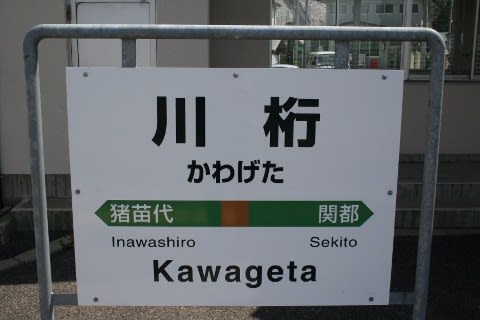 川桁
かわげた
猪苗代 関都
Inawashiro Sekito
Kawageta